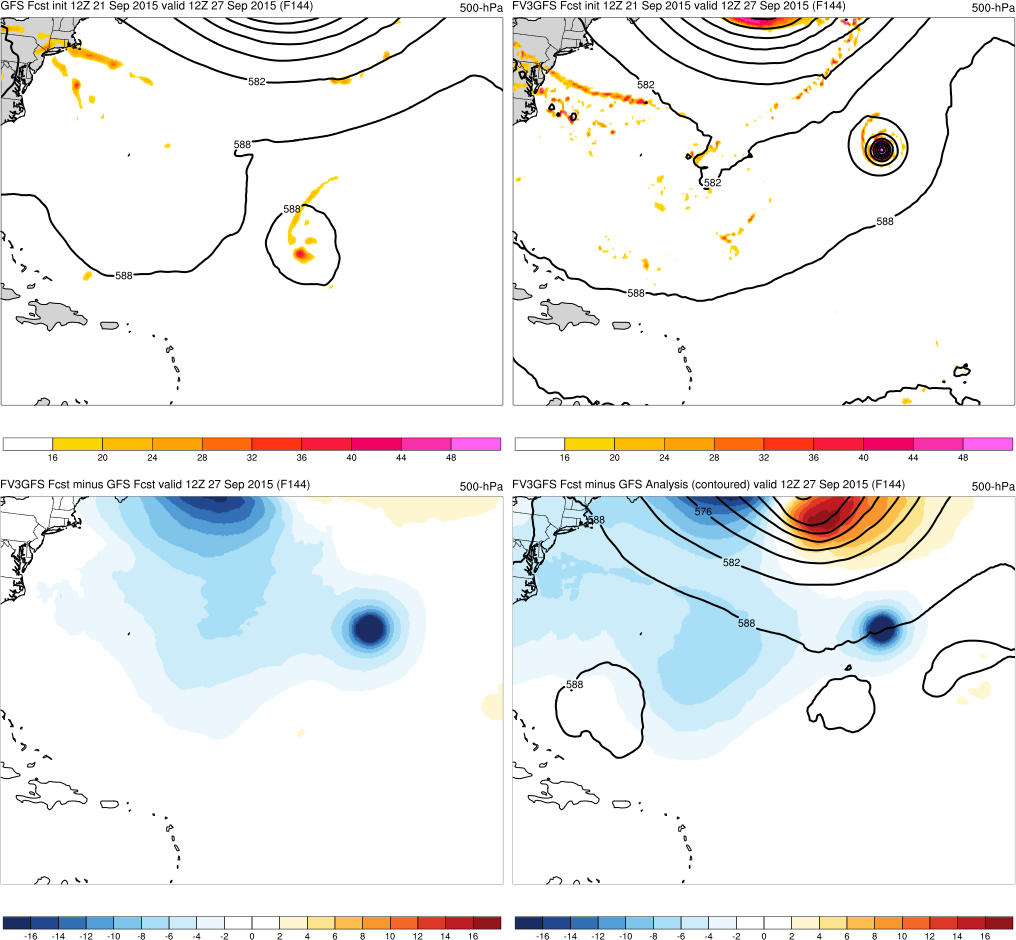 GFS Fcst init 12Z 21 Sep 2015 valid 12Z 27 Sep 2015 (F144) 500-hPa
582
588
588
588
16 20 24 28 32 36 40 44 48
FV3GFS Fcst init 12Z 21 Sep 2015 valid 12Z 27 Sep 2015 (F144) 500-hPa
582
582
588
588
16 20 24 28 32 36 40 44 48
FV3GFS Fcst minus GFS Fcst valid 12Z 27 Sep 2015 (F144) 500-hPa
-16 -14 -12 -10 -8 -6 -4 -2 0 2 4 6 8 10 12 14 16
FV3GFS Fcst minus GFS Analysis (contoured) valid 12Z 27 Sep 2015 (F144) 500-hPa
576
588
582
588
588
-16 -14 -12 -10 -8 -6 -4 -2 0 2 4 6 8 10 12 14 16